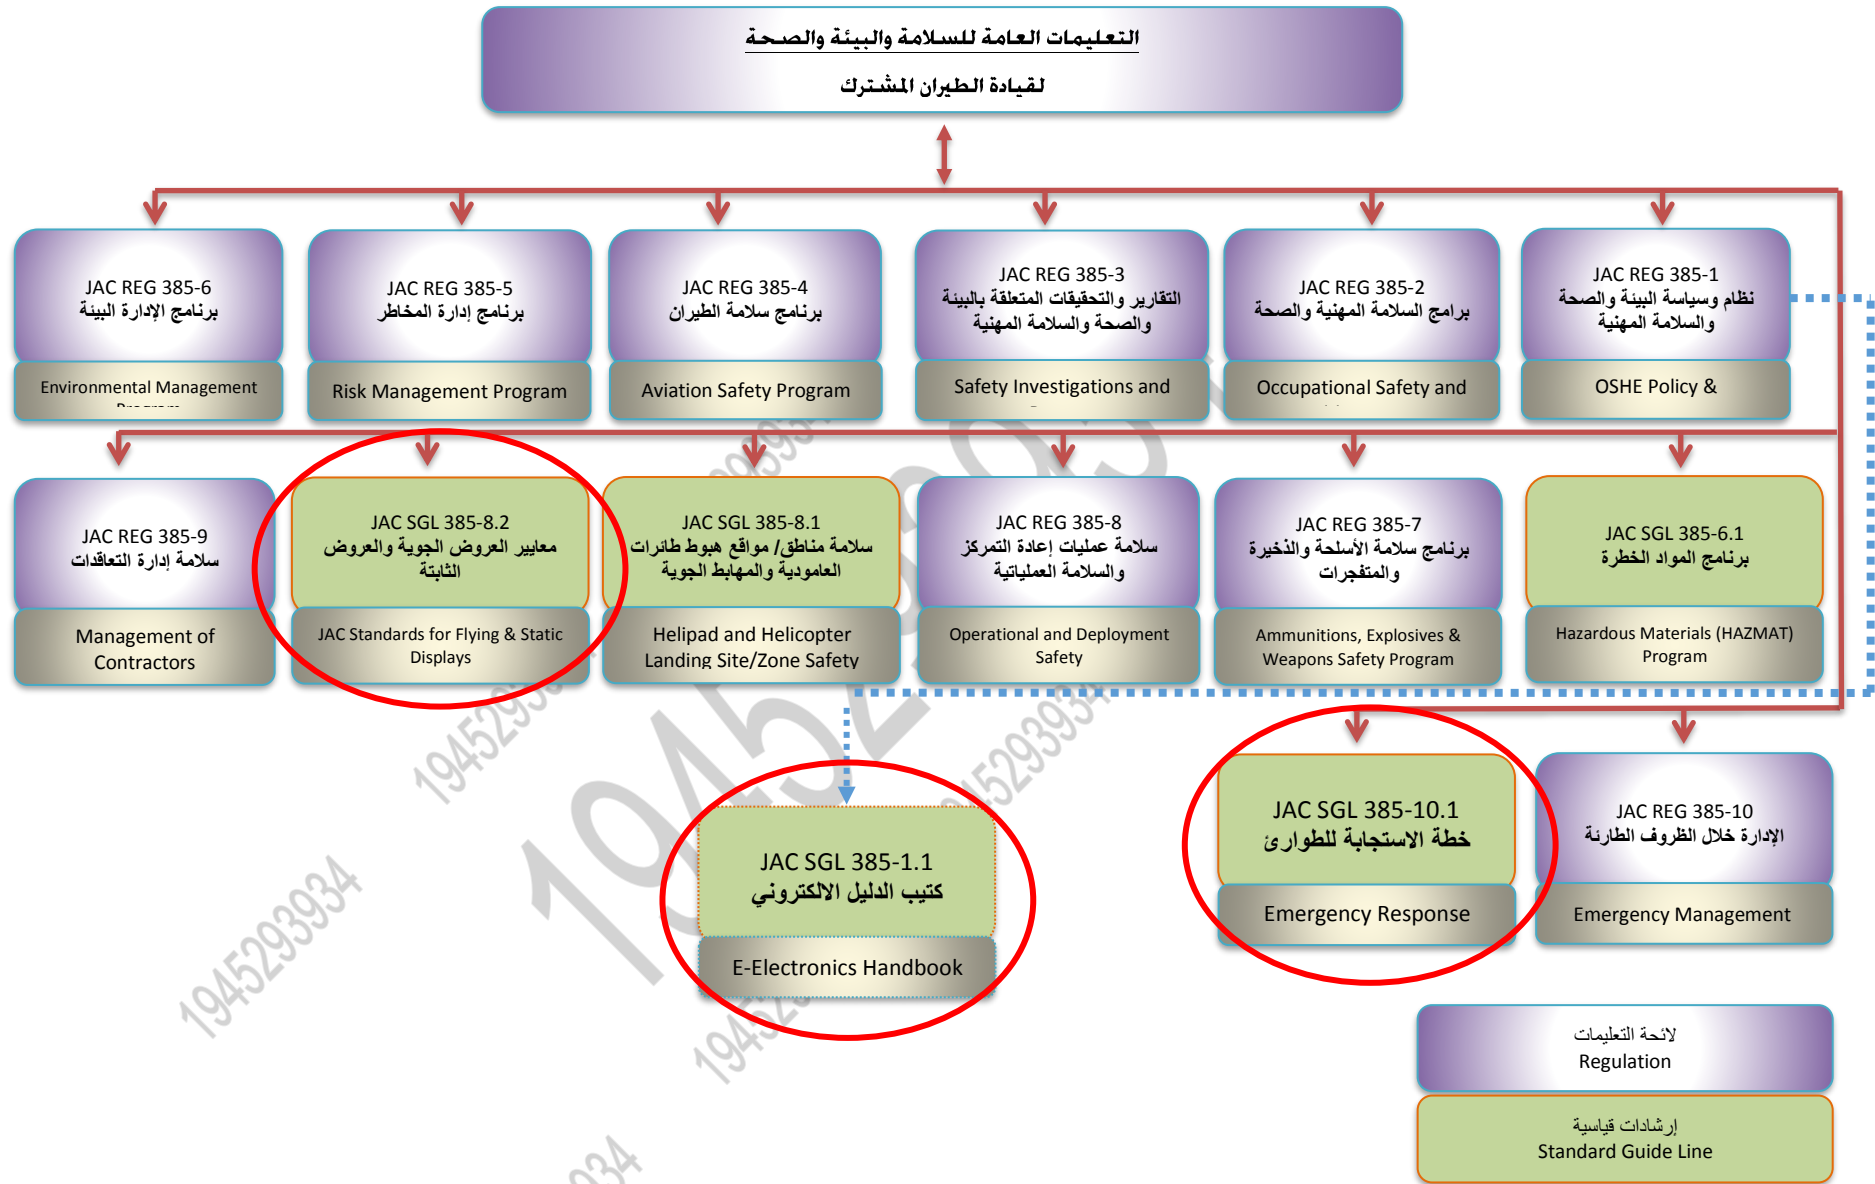 التعليمات العامة للسلامة والبيئة والصحة
لقيادة الطيران المشترك
JAC REG 385-6
برنامج الإدارة البيئة
Environmental Management
Program
JAC REG 385-5
برنامج إدارة المخاطر
Risk Management Program
JAC REG 385-4
برنامج سلامة الطيران
Aviation Safety Program
JAC REG 385-3
التقارير والتحقيقات المتعلقة بالبيئة
والصحة والسلامة المهنية
Safety Investigations and
JAC REG 385-2
برامج السلامة المهنية والصحة
Occupational Safety and
JAC REG 385-1
نظام وسياسة البيئة والصحة
والسلامة المهنية
OSHE Policy &
JAC REG 385-9
سلامة إدارة التعاقدات
Management of
Contractors
JAC SGL 385-8.2
معايير العروض الجوية والعروض
الثابتة
JAC Standards for Flying & Static
Displays
JAC SGL 385-8.1
سلامة مناطق/ مواقع هبوط طائرات
العامودية والمهابط الجوية
Helipad and Helicopter
Landing Site/Zone Safety
JAC REG 385-8
سلامة عمليات إعادة التمركز
والسلامة العملياتية
Operational and Deployment
Safety
JAC REG 385-7
برنامج سلامة الأسلحة والذخيرة
والمتفجرات
Ammunitions, Explosives &
Weapons Safety Program
JAC SGL 385-6.1
برنامج المواد الخطرة
Hazardous Materials (HAZMAT)
Program
JAC SGL 385-1.1
كتيب الدليل الالكتروني
E-Electronics Handbook
JAC SGL 385-10.1
خطة الاستجابة للطوارئ
Emergency Response
JAC REG 385-10
الإدارة خلال الظروف الطارئة
Emergency Management
لائحة التعليمات
Regulation
إرشادات قياسية
Standard Guide Line
1945293934
1945293934